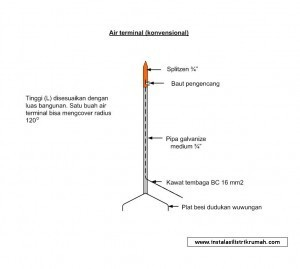 Air terminal (konvensional)
Splitzen ¾"
Baut pengencang
Tinggi (L) disesuaikan dengan
luas bangunan. Satu buah air
terminal bisa mengcover radius
120°
Pipa galvanize
medium ¾"
Kawat tembaga BC 16 mm2
Plat besi dudukan wuwungan
www.instalasilistrikrumah.com